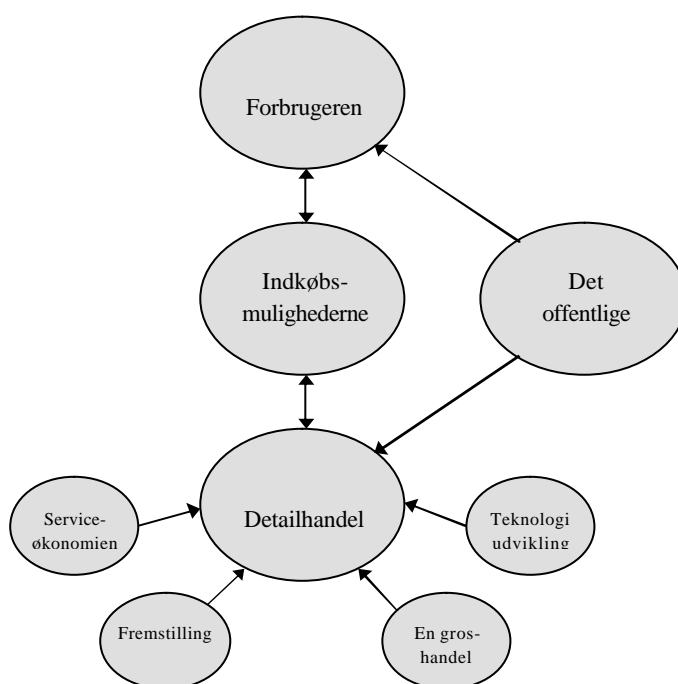 Forbrugeren
Indkøbs-
mulighederne
Det
offentlige
Detailhandel
Service-
økonomien
Teknologi
udvikling
Fremstilling
En gros-
handel